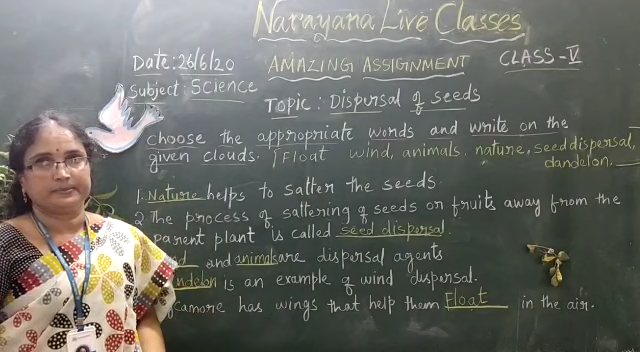 Narayana Live Classes
Date: 26/6/20 AMAZING ASSIGNMENT CLASS-V
Subject: Science
Topic: Dispersal of seeds
Choose the appropriate words and write on the
given clouds. Float wind, animals. nature, seed dispersal,
dandelon.
1. Nature helps to satter the seeds.
2 The process of sattering of seeds or fruits away from the
parent plant is called seed dispersal.
and animals are dispersal agents
is an example of wind dispersal.
has wings that help them Float in the air.